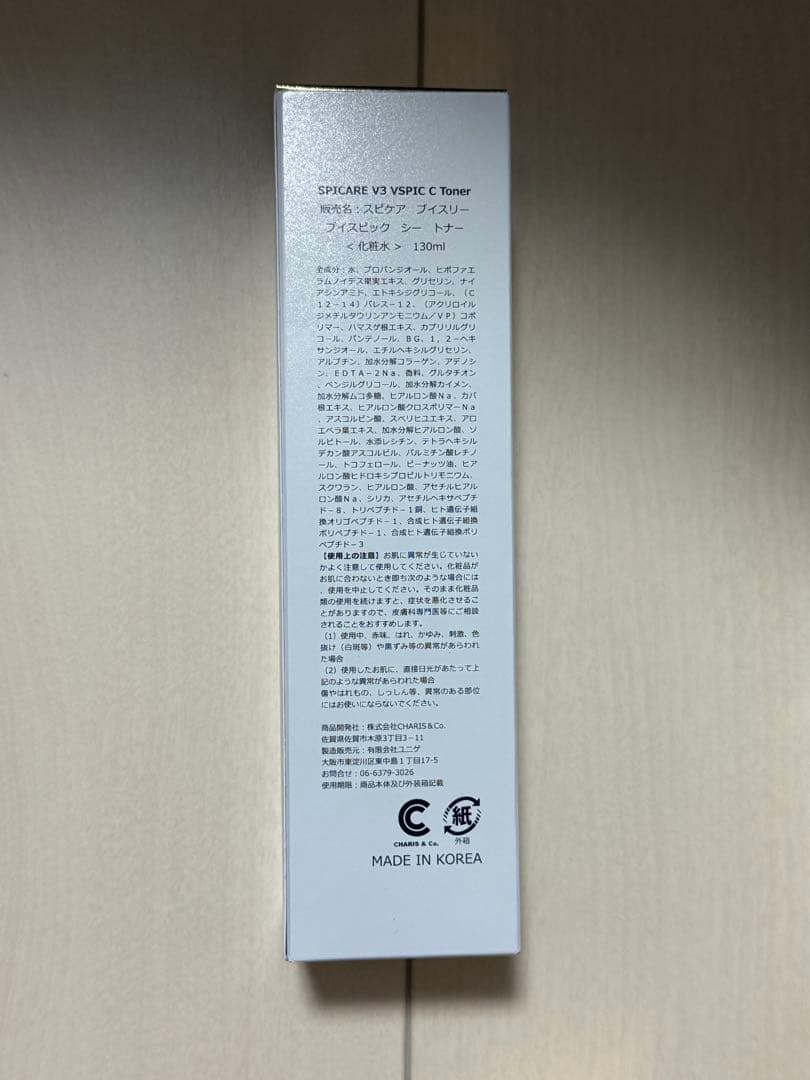 SPICARE V3 VSPIC C Toner
販売名：スピケア　ブイスリー
ブイスピック　シー　トナー
＜化粧水＞　130ml
全成分：水、プロパンジオール、ヒポファエ
ラムノイデス果実エキス、グリセリン、ナイ
アシンアミド、エトキシジグリコール、（C
１２－１４）パレス－１２、（アクリロイル
ジメチルタウリンアンモニウム／ＶＰ）コポ
リマー、ハマスゲ根エキス、カプリリルグリ
コール、パンテノール、ＢＧ、１，２－ヘキ
サンジオール、エチルヘキシルグリセリン、
アルブチン、加水分解コラーゲン、アデノシ
ン、ＥＤＴＡ－２Ｎａ、香料、グルタチオン
、ベンジルグリコール、加水分解カイメン、
加水分解ムコ多糖、ヒアルロン酸Ｎａ、カバ
根エキス、ヒアルロン酸クロスポリマーＮａ
、アスコルビン酸、スベリヒユエキス、アロ
エベラ葉エキス、加水分解ヒアルロン酸、ソ
ルビトール、水添レシチン、テトラヘキシル
デカン酸アスコルビル、パルミチン酸レチノ
ール、トコフェロール、ピーナッツ油、ヒア
ルロン酸ヒドロキシプロピルトリモニウム、
スクワラン、ヒアルロン酸、アセチルヒアル
ロン酸Ｎａ、シリカ、アセチルヘキサペプチ
ド－８、トリペプチド－１銅、ヒト遺伝子組
換オリゴペプチド－１、合成ヒト遺伝子組換
ポリペプチド－１、合成ヒト遺伝子組換ポリ
ペプチド－３
【使用上の注意】お肌に異常が生じていない
かよく注意して使用してください。化粧品が
お肌に合わないとき即ち次のような場合には
、使用を中止してください。そのまま化粧品
類の使用を続けますと、症状を悪化させるこ
とがありますので、皮膚科専門医等にご相談
されることをおすすめします。
（1）使用中、赤味、はれ、かゆみ、刺激、色
抜け（白斑等）や黒ずみ等の異常があらわれ
た場合
（2）使用したお肌に、直接日光があたって上
記のような異常があらわれた場合
傷やはれもの、しっしん等、異常のある部位
にはお使いにならないでください。
商品開発社：株式会社CHARIS＆Co.
佐賀県佐賀市木原3丁目3－11
製造販売元：有限会社ユニゲ
大阪市東淀川区東中島１丁目17-5
お問合せ：06-6379-3026
使用期限：商品本体及び外装箱記載
CHARIS & Co.
紙
外箱
MADE IN KOREA